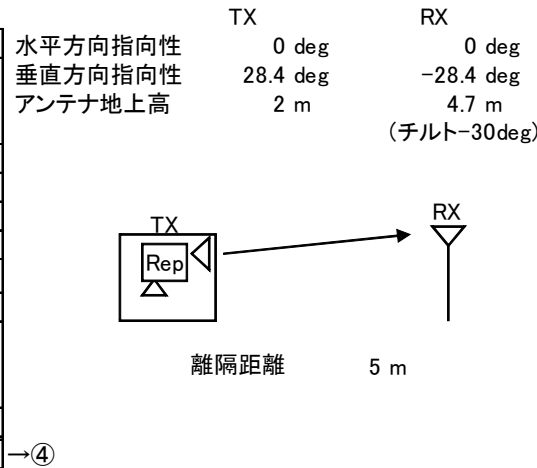 TX RX
水平方向指向性 0 deg 0 deg
垂直方向指向性 28.4 deg -28.4 deg
アンテナ地上高 2 m 4.7 m
(チルト-30deg)
TX RX
Rep
離隔距離 5 m
→④